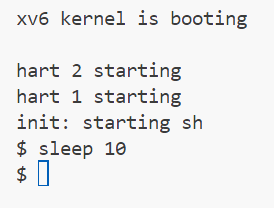 xv6 kernel is booting
hart 2 starting
hart 1 starting
init: starting sh
$ sleep 10
$